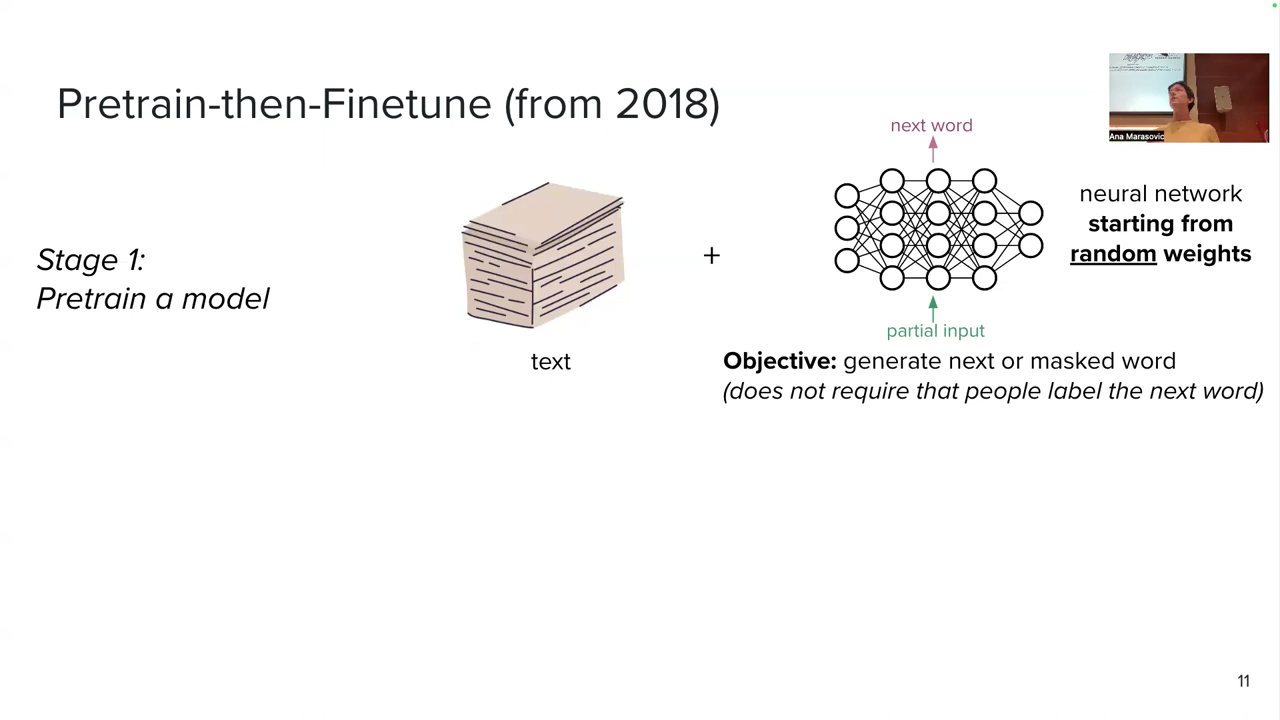 Pretrain-then-Finetune (from 2018)
Ana Marasovic
next word
neural network
starting from
random weights
Stage 1:
Pretrain a model
+
partial input
text
Objective: generate next or masked word
(does not require that people label the next word)
11